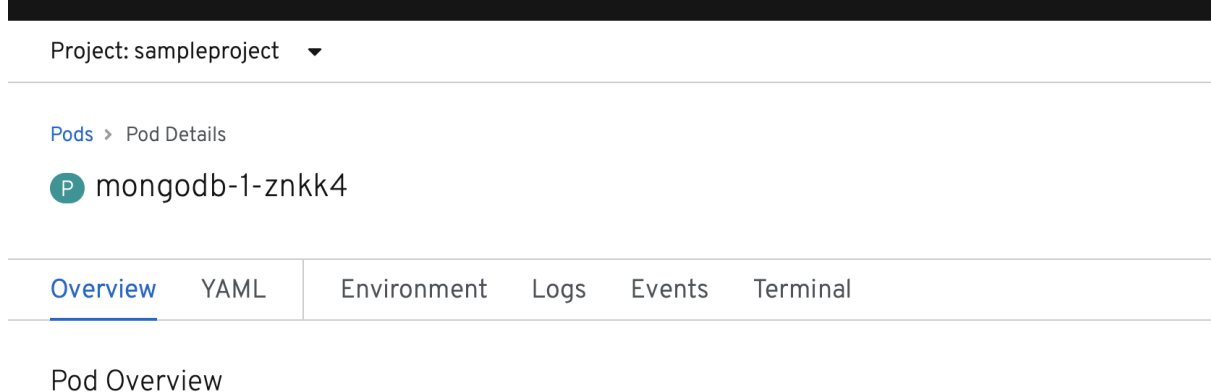 Project: sampleproject
Pods > Pod Details
P mongodb-1-znkk4
Overview YAML Environment Logs Events Terminal
Pod Overview